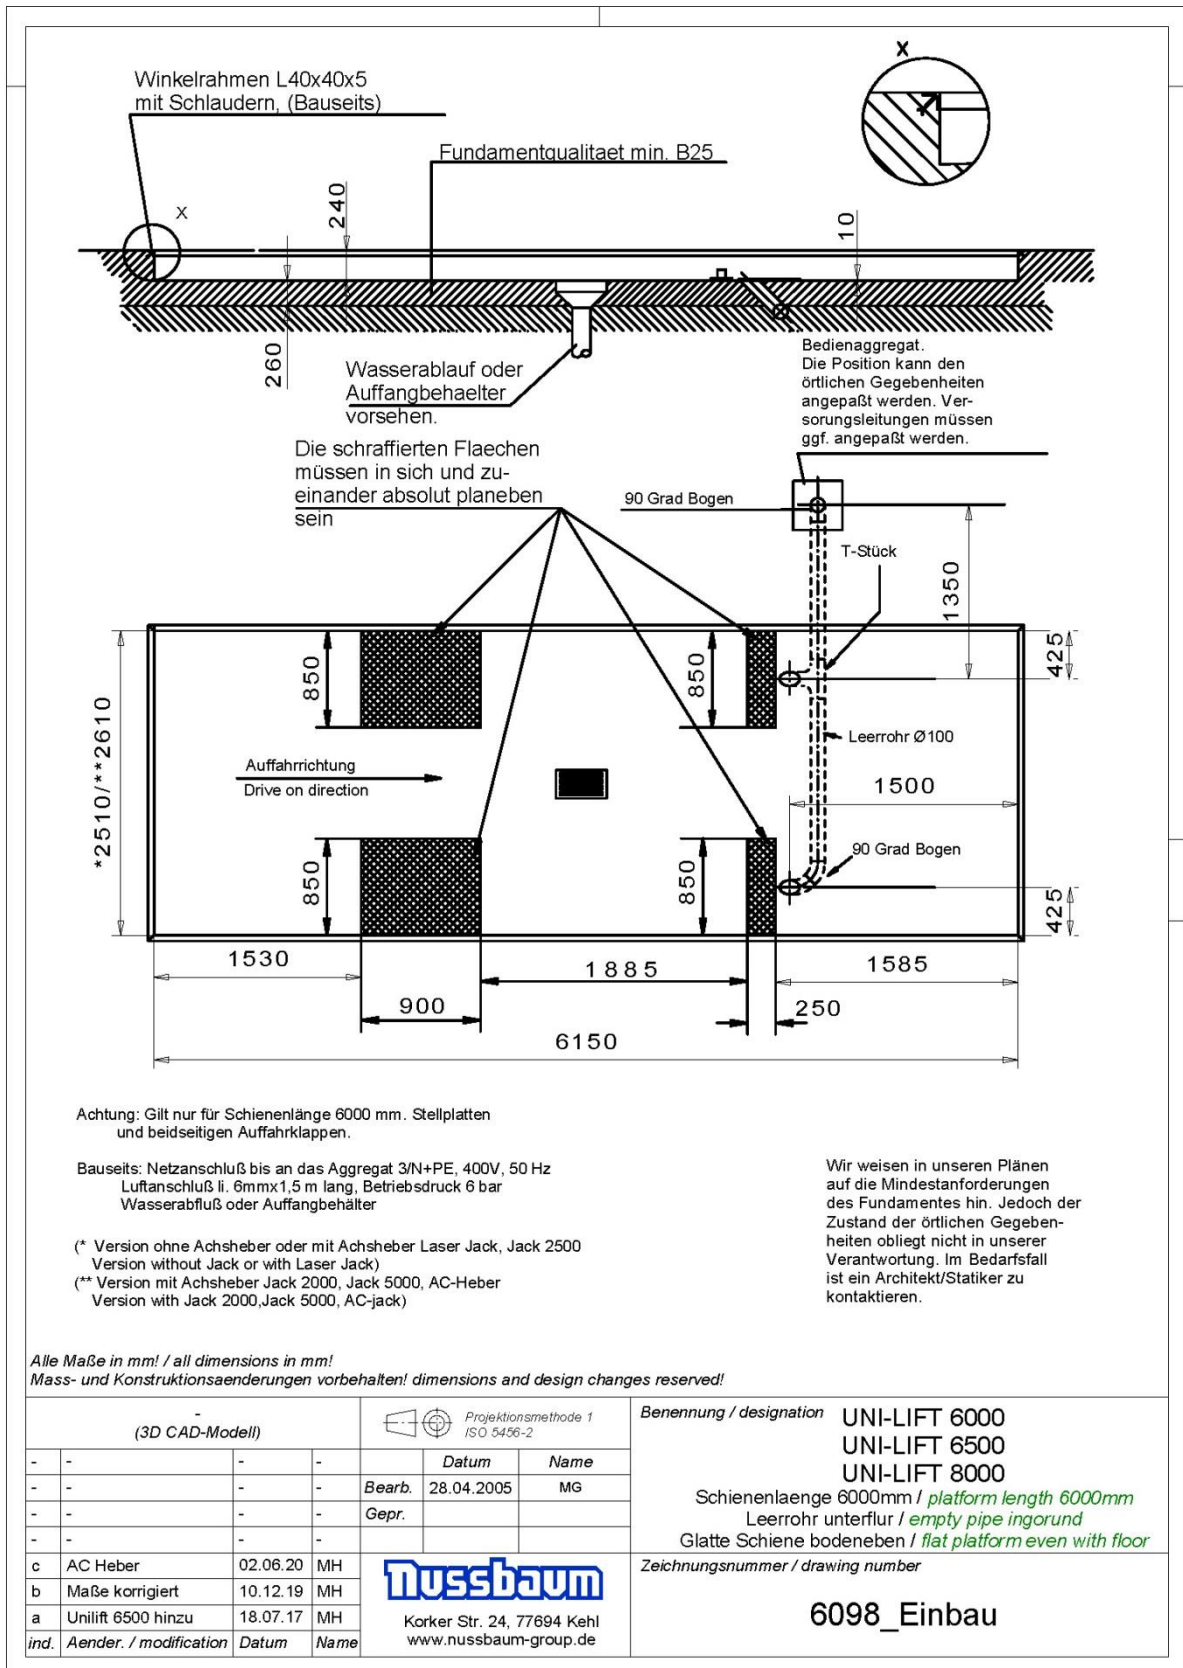 X
Winkelrahmen L40x40x5
mit Schlaudern, (Bauseits)
Fundamentqualitaet min. B25
X
240
10
260
Wasserablauf oder
Auffangbehaelter
vorsehen.
Bedienaggregat.
Die Position kann den
örtlichen Gegebenheiten
angepaßt werden. Ver-
sorungsleitungen müssen
ggf. angepaßt werden.
Die schraffierten Flaechen
müssen in sich und zu-
einander absolut planeben
sein
90 Grad Bogen
T-Stück
1350
425
850
850
*2510/**2610
Leerrohr Ø100
Auffahrrichtung
Drive on direction
1500
90 Grad Bogen
850
850
425
1530
1885
1585
900
250
6150
Achtung: Gilt nur für Schienenlänge 6000 mm. Stellplatten
und beidseitigen Auffahrklappen.
Bauseits: Netzanschluß bis an das Aggregat 3/N+PE, 400V, 50 Hz
Luftanschluß li. 6mmx1,5 m lang, Betriebsdruck 6 bar
Wasserabfluß oder Auffangbehälter
(* Version ohne Achsheber oder mit Achsheber Laser Jack, Jack 2500
Version without Jack or with Laser Jack)
(** Version mit Achsheber Jack 2000, Jack 5000, AC-Heber
Version with Jack 2000,Jack 5000, AC-jack)
Wir weisen in unseren Plänen
auf die Mindestanforderungen
des Fundamentes hin. Jedoch der
Zustand der örtlichen Gegeben-
heiten obliegt nicht in unserer
Verantwortung. Im Bedarfsfall
ist ein Architekt/Statiker zu
kontaktieren.
Alle Maße in mm! / all dimensions in mm!
Mass- und Konstruktionsaenderungen vorbehalten! dimensions and design changes reserved!
-
(3D CAD-Modell)
Projektionsmethode 1
ISO 5456-2
- - - - Datum Name
- - - - Bearb. 28.04.2005 MG
- - - - Gepr.
- - - -
c AC Heber 02.06.20 MH
b Maße korrigiert 10.12.19 MH
a Unilift 6500 hinzu 18.07.17 MH
ind. Aender. / modification Datum Name
Nussbaum
Korker Str. 24, 77694 Kehl
www.nussbaum-group.de
Benennung / designation UNI-LIFT 6000
UNI-LIFT 6500
UNI-LIFT 8000
Schienenlaenge 6000mm / platform length 6000mm
Leerrohr unterflur / empty pipe ingorund
Glatte Schiene bodeneben / flat platform even with floor
Zeichnungsnummer / drawing number
6098_Einbau